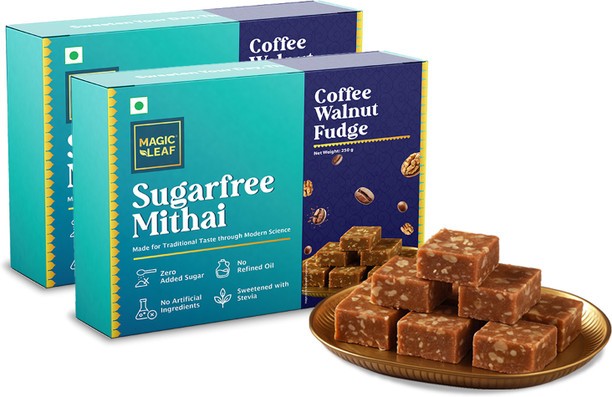 Coffee
MAGIC
LEAF
Sugarfree
Mithai
Made for Traditional Taste through Modern Science
Zero
Added Sugar
No
Refined Oil
No Artificial
Ingredients
Sweetened with
Stevia
Coffee
Walnut
Fudge
Net Weight: 250 g